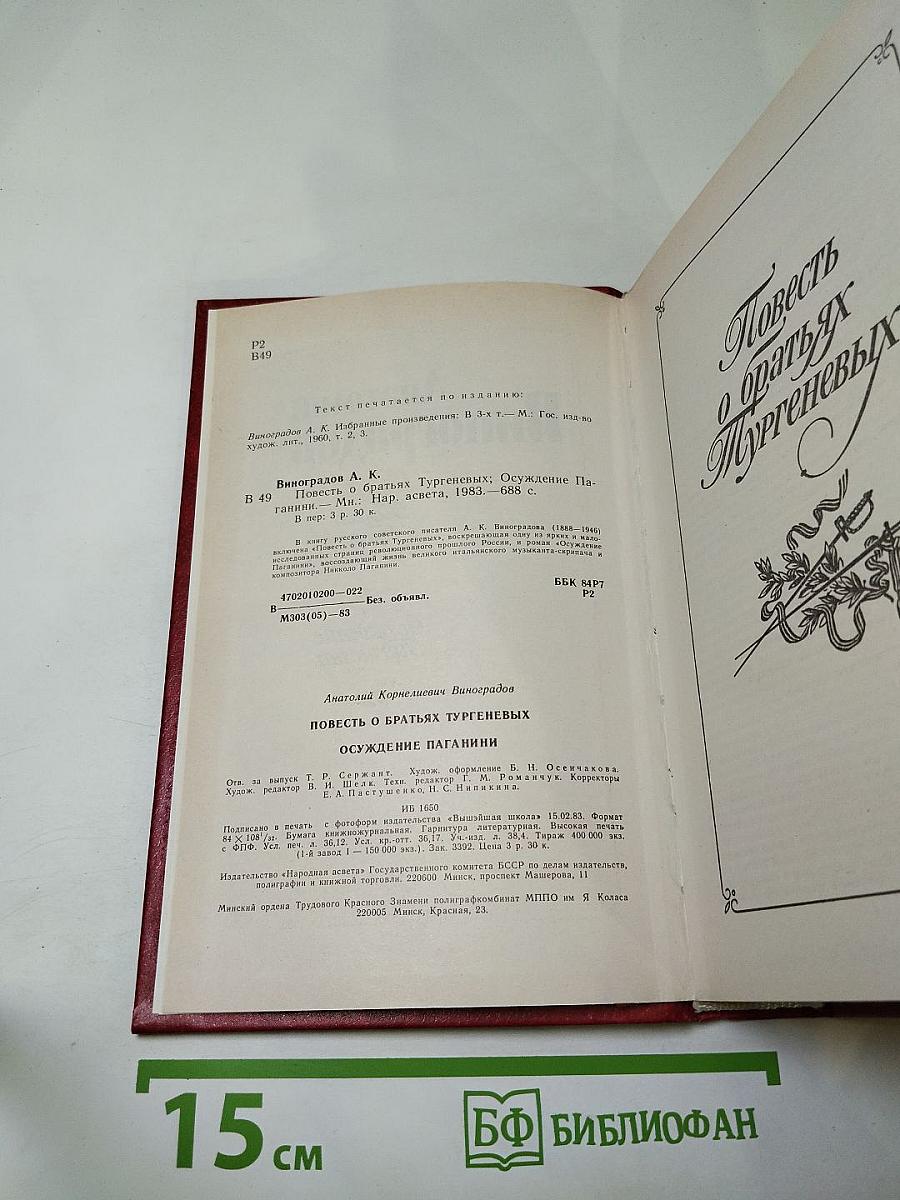 Р2
В49
Текст печатается по изданию:
Виноградов А. К. Избранные произведения: В 3-х т.— М.: Гос. изд-во
худож. лит., 1960, т. 2, 3.
Виноградов А. К.
В 49 Повесть о братьях Тургеневых; Осуждение Па-
ганини.— Мн.: Нар. асвета, 1983.—688 с.
В пер: 3 р. 30 к.
В книгу русского советского писателя А. К. Виноградова (1888—1946)
включена «Повесть о братьях Тургеневых», воскрешающая одну из ярких и мало-
исследованных страниц революционного прошлого России, и роман «Осуждение
Паганини», воссоздающий жизнь великого итальянского музыканта-скрипача и
композитора Никколо Паганини.
4702010200—022
В——Без. объявл.
М303(05)—83
ББК 84Р7
Р2
Анатолий Корнелиевич Виноградов
ПОВЕСТЬ О БРАТЬЯХ ТУРГЕНЕВЫХ
ОСУЖДЕНИЕ ПАГАНИНИ
Отв. за выпуск Т. Р. Сержант. Худож. оформление Б. Н. Осенчакова.
Худож. редактор В. И. Шелк. Техн. редактор Г. М. Романчук. Корректоры
Е. А. Пастушенко, Н. С. Нипикина.
ИБ 1650
Подписано в печать с фотоформ издательства «Вышэйшая школа» 15.02.83. Формат
84 × 108¹/₃₂. Бумага книжножурнальная. Гарнитура литературная. Высокая печать
с ФПФ. Усл. печ. л. 36,12. Усл. кр.-отт. 36,17. Уч.-изд. л. 38,4. Тираж 400 000 экз.
(1-й завод 1 — 150 000 экз.). Зак. 3392. Цена 3 р. 30 к.
Издательство «Народная асвета» Государственного комитета БССР по делам издательств,
полиграфии и книжной торговли. 220600 Минск, проспект Машерова, 11
Минский ордена Трудового Красного Знамени полиграфкомбинат МППО им Я Коласа
220005 Минск, Красная, 23.
Повесть
о братьях
Тургеневых
15 см
БФ БИБЛИОФАН